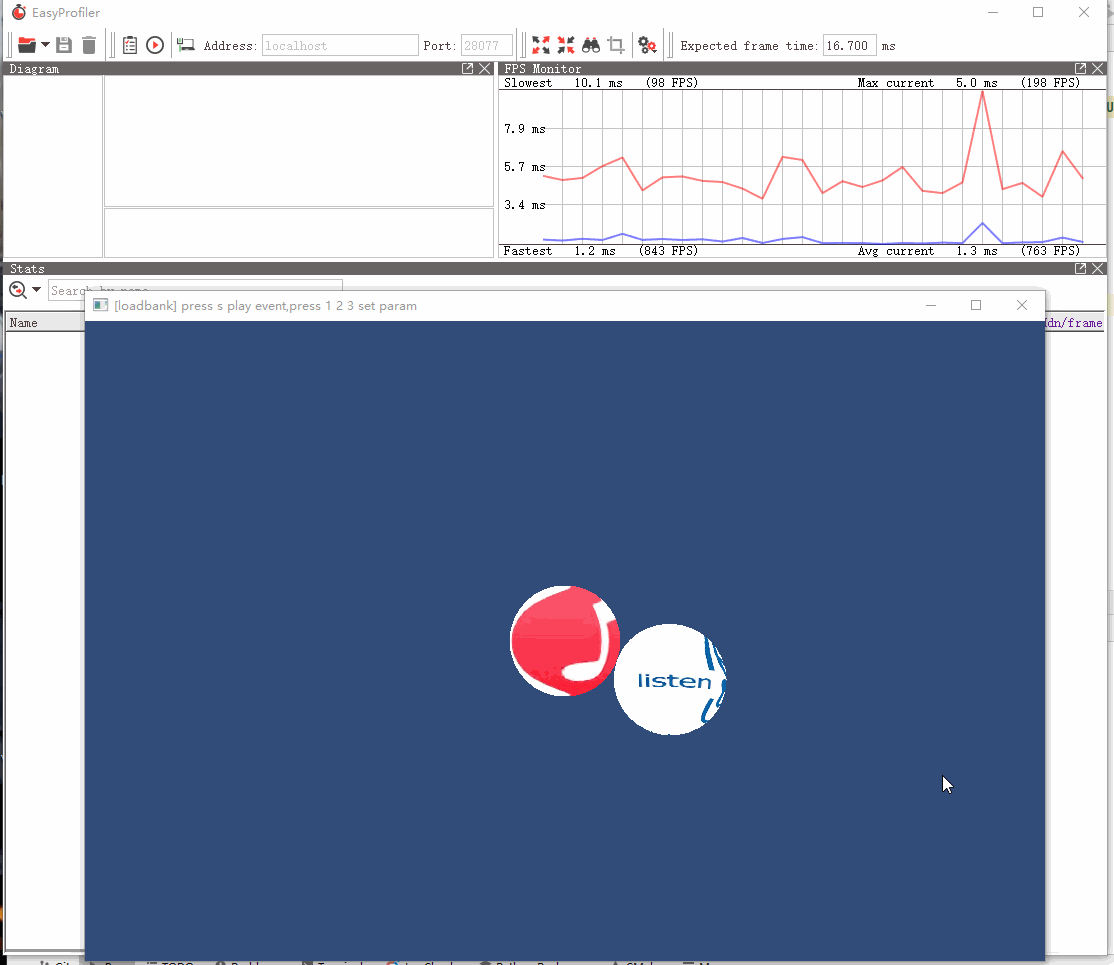 EasyProfiler
Address: localhost Port: 28077 Expected frame time: 16.700 ms
Diagram
FPS Monitor
Slowest 10.1 ms (98 FPS) Max current 5.0 ms (198 FPS)
7.9 ms
5.7 ms
3.4 ms
Fastest 1.2 ms (843 FPS) Avg current 1.3 ms (763 FPS)
Stats
Search by name
[loadbank] press s play event,press 1 2 3 set param
Name
dn/frame
listen